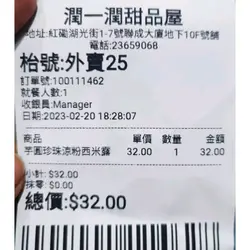 潤一潤甜品屋
地址:紅磡湖光街1-7號聯成大廈地下10F號舖
電話:23659068
枱號:外賣25
訂單號:100111462
就餐人數:1
收銀員:Manager
日期:2023-02-20 18:28:07
商品 單價 數量 金額
芋圓珍珠涼粉西米露 32.00 1 32.00
小計: $32.00
抹零: $0.00
總價:$32.00